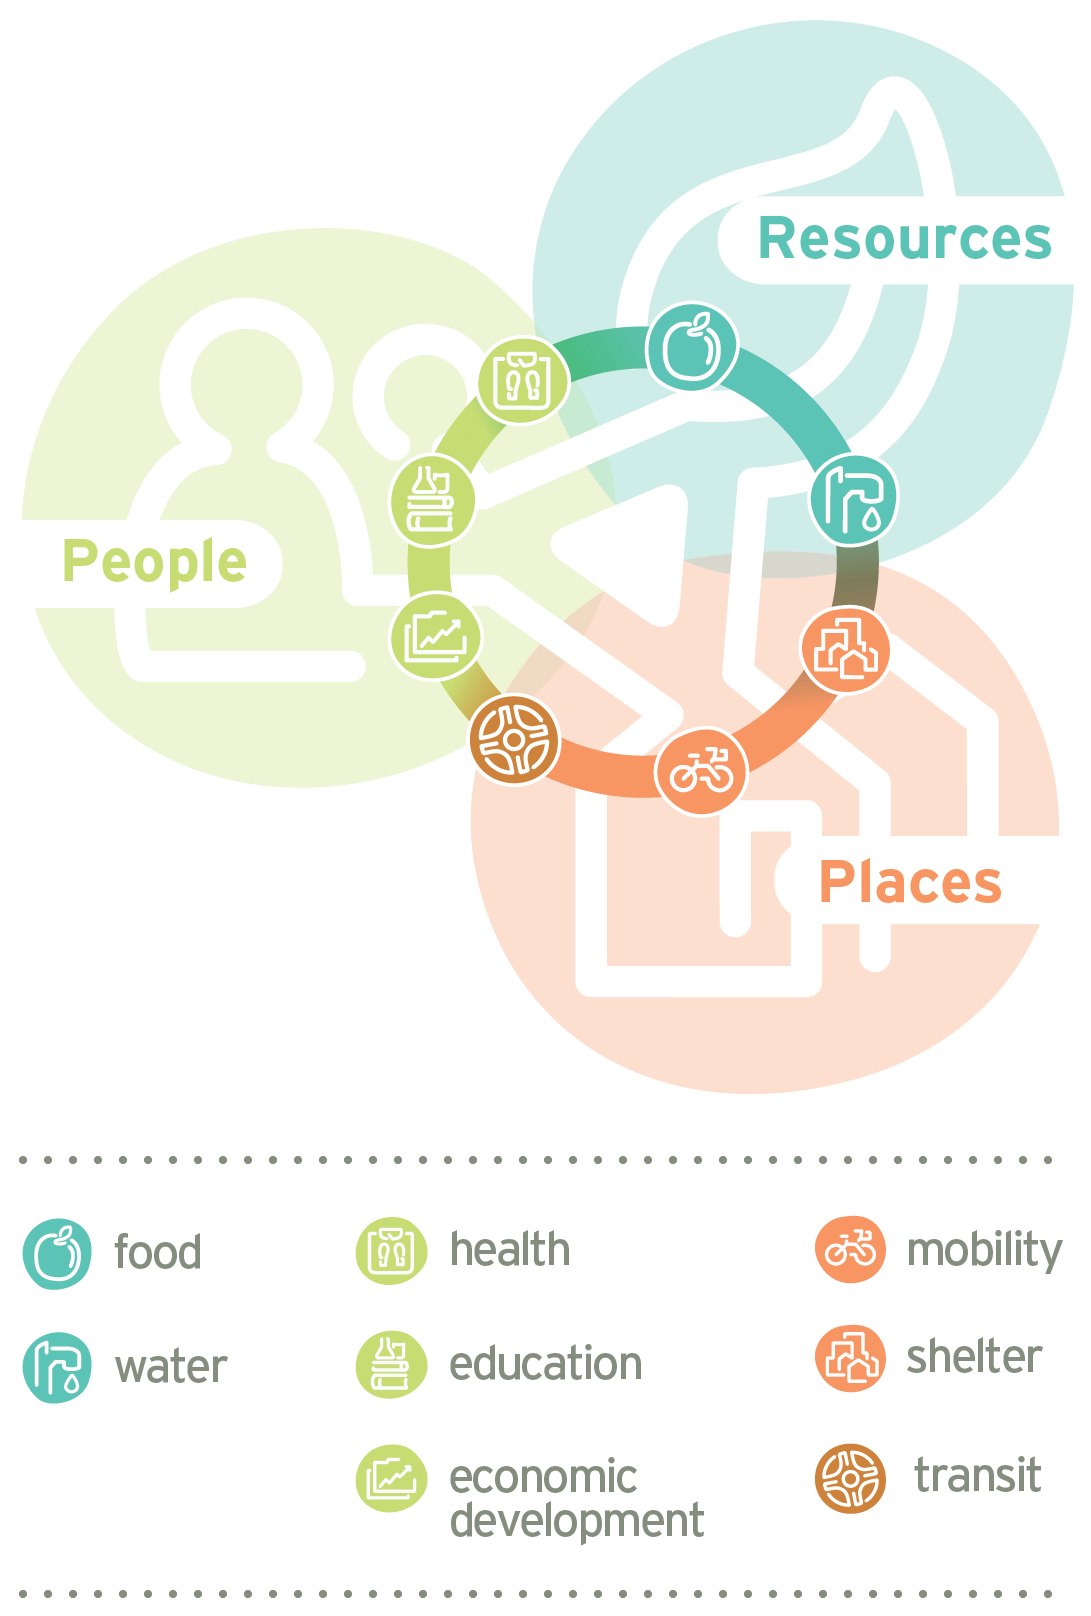 Resources
People
Places
food
health
mobility
water
education
shelter
economic
development
transit